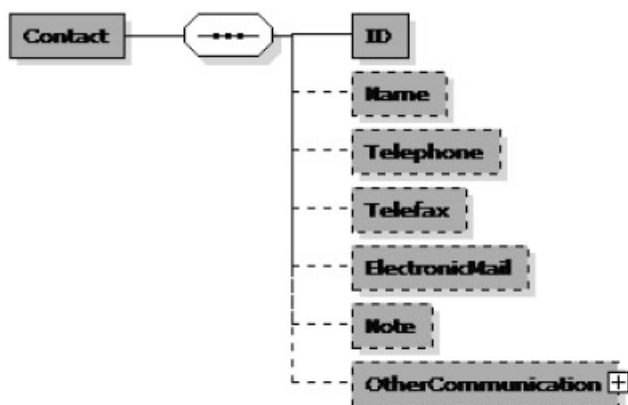 Contact
ID
Name
Telephone
Telefax
ElectronicMail
Note
OtherCommunication